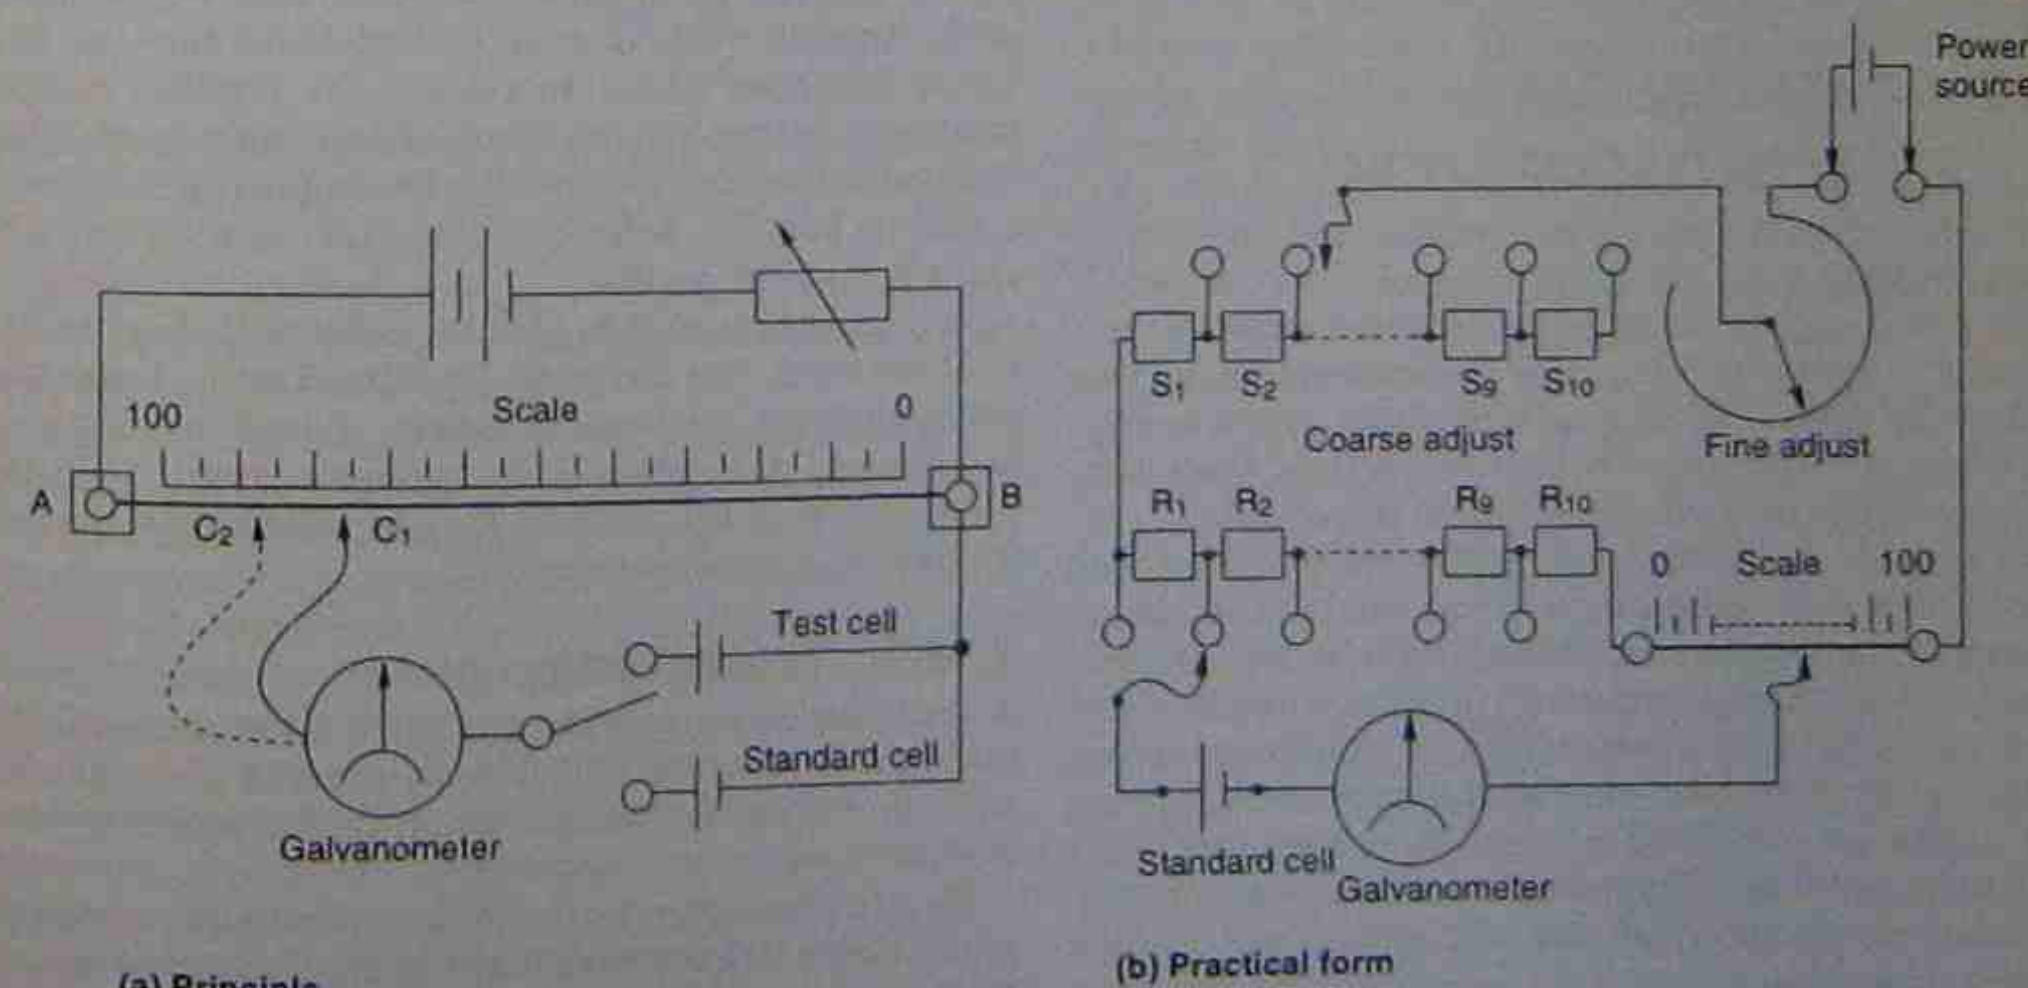 100
Scale
0
A
B
C2
C1
Test cell
Standard cell
Galvanometer
(a) Principle
Power
source
S1
S2
S9
S10
Coarse adjust
Fine adjust
R1
R2
R9
R10
0
Scale
100
Standard cell
Galvanometer
(b) Practical form